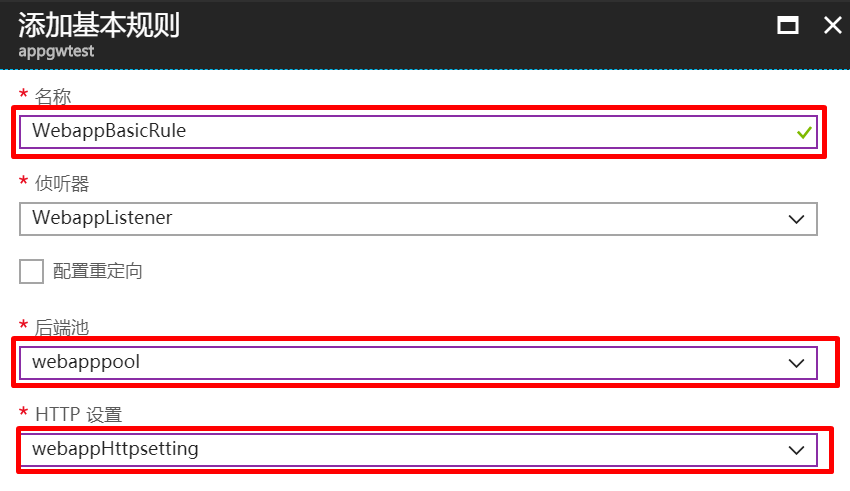 添加基本规则
appgwtest
* 名称
WebappBasicRule
* 侦听器
WebappListener
配置重定向
* 后端池
webapppool
* HTTP 设置
webappHttpsetting